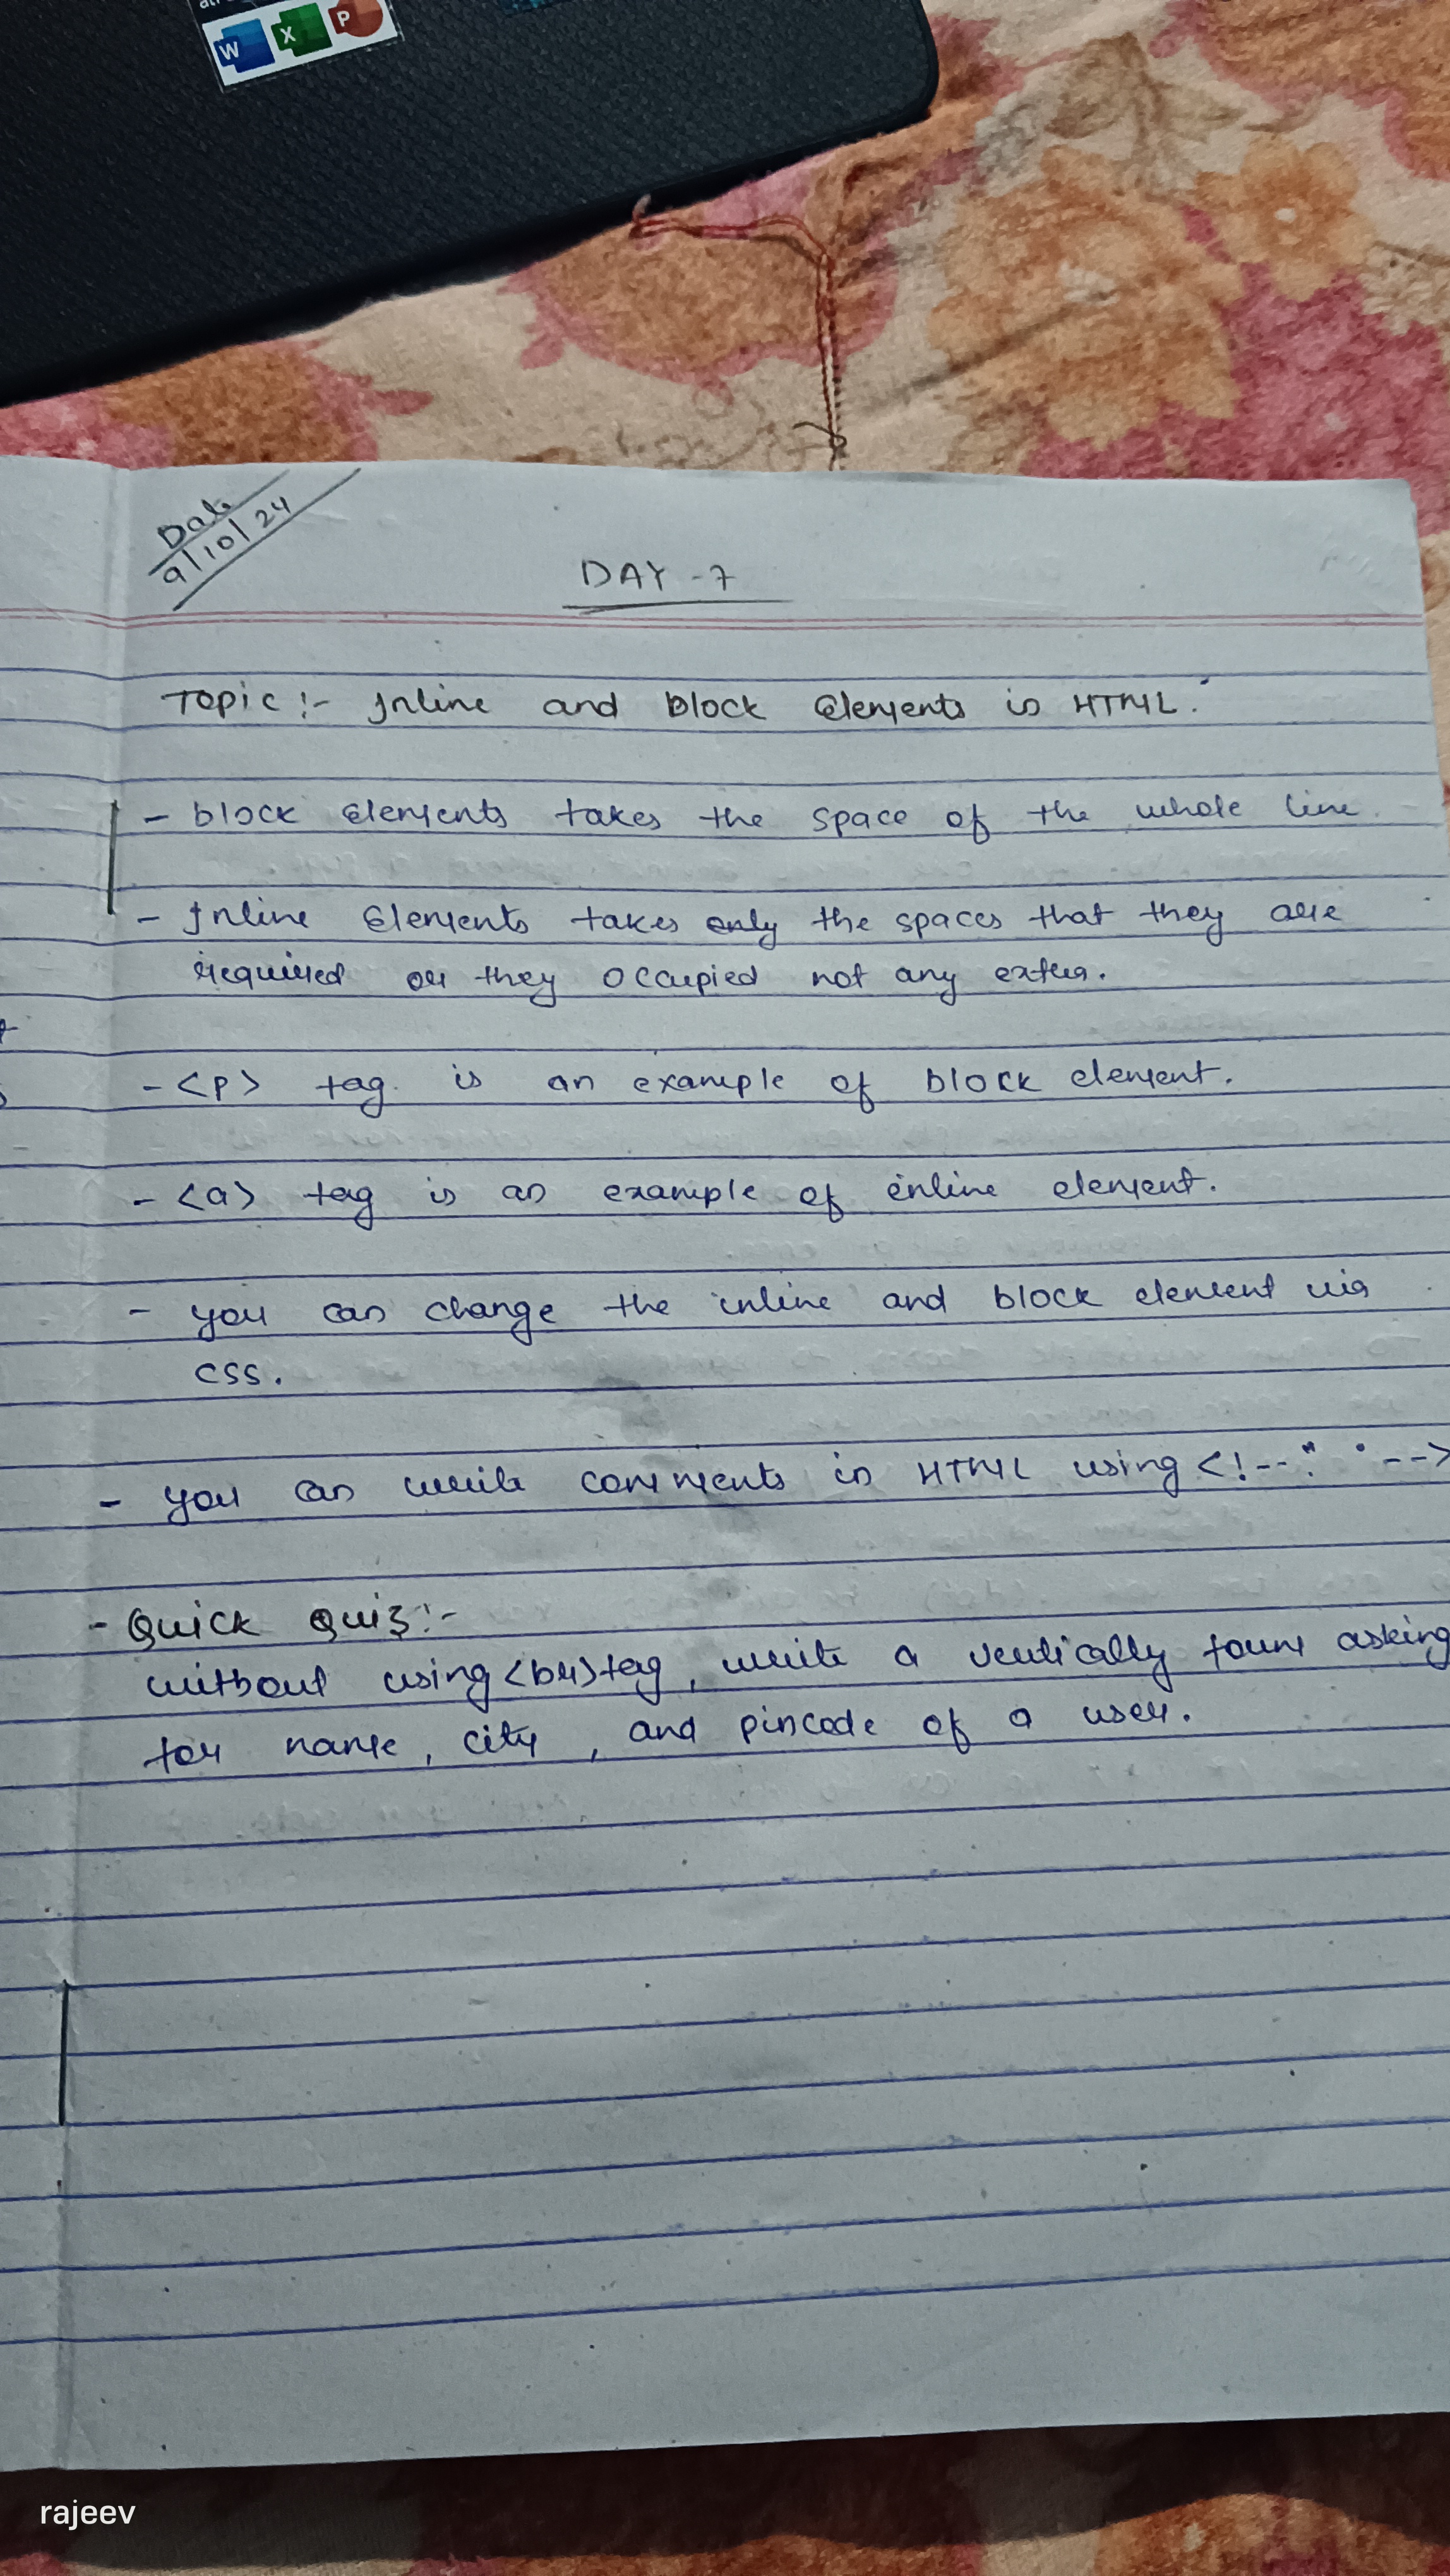 W X P
Date
9/10/24
DAY - 7
Topic :- Inline and block Elements in HTML.
- block Elements takes the space of the whole line.
- Inline Elements takes only the spaces that they are
required or they occupied not any extra.
- <p> tag is an example of block element.
- <a> tag is an example of inline element.
- you can change the inline and block element via
css.
- you can write comments in HTML using <!-- " " -->
- Quick Quiz :-
without using <br> tag, write a vertically form asking
for name, city, and pincode of a user.
rajeev